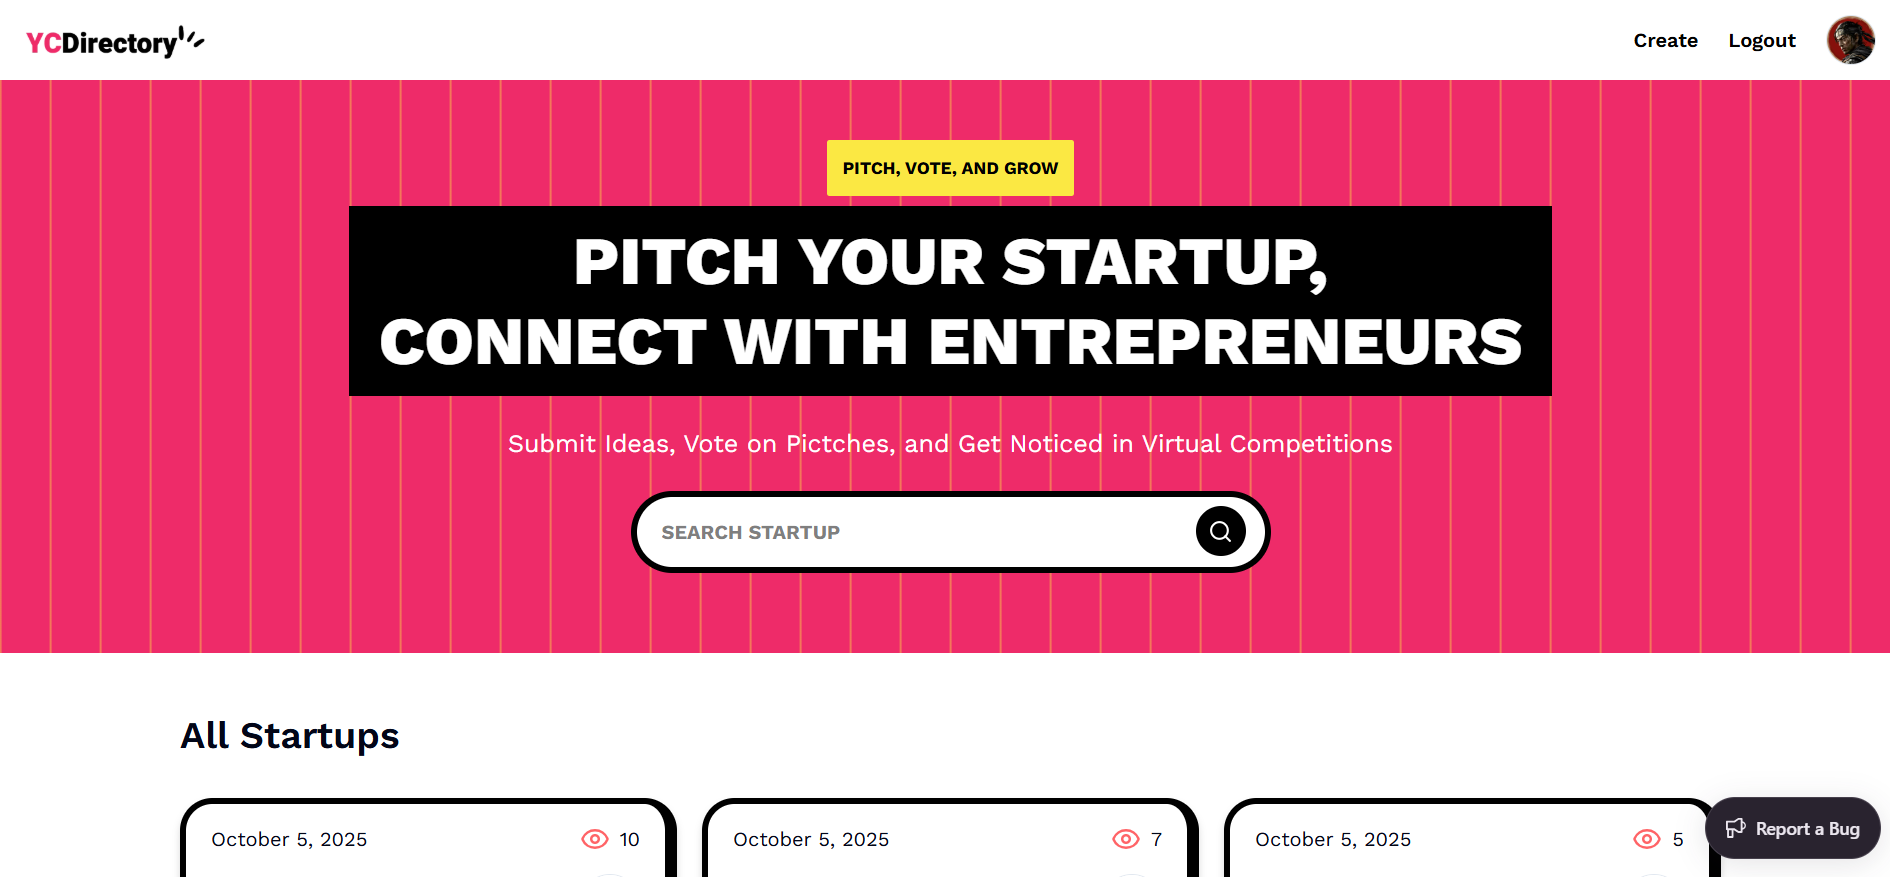 YCDirectory
Create
Logout
PITCH, VOTE, AND GROW
PITCH YOUR STARTUP,
CONNECT WITH ENTREPRENEURS
Submit Ideas, Vote on Pictches, and Get Noticed in Virtual Competitions
SEARCH STARTUP
All Startups
October 5, 2025
10
October 5, 2025
7
October 5, 2025
5
Report a Bug